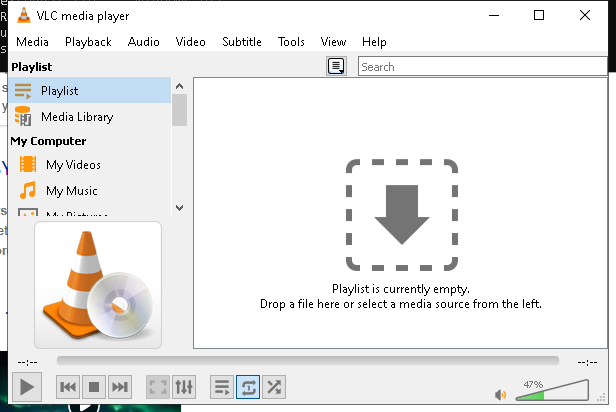 VLC media player
Media Playback Audio Video Subtitle Tools View Help
Playlist
Search
Playlist
Media Library
My Computer
My Videos
My Music
My Pictures
Playlist is currently empty.
Drop a file here or select a media source from the left.
--:-- --:--
47%